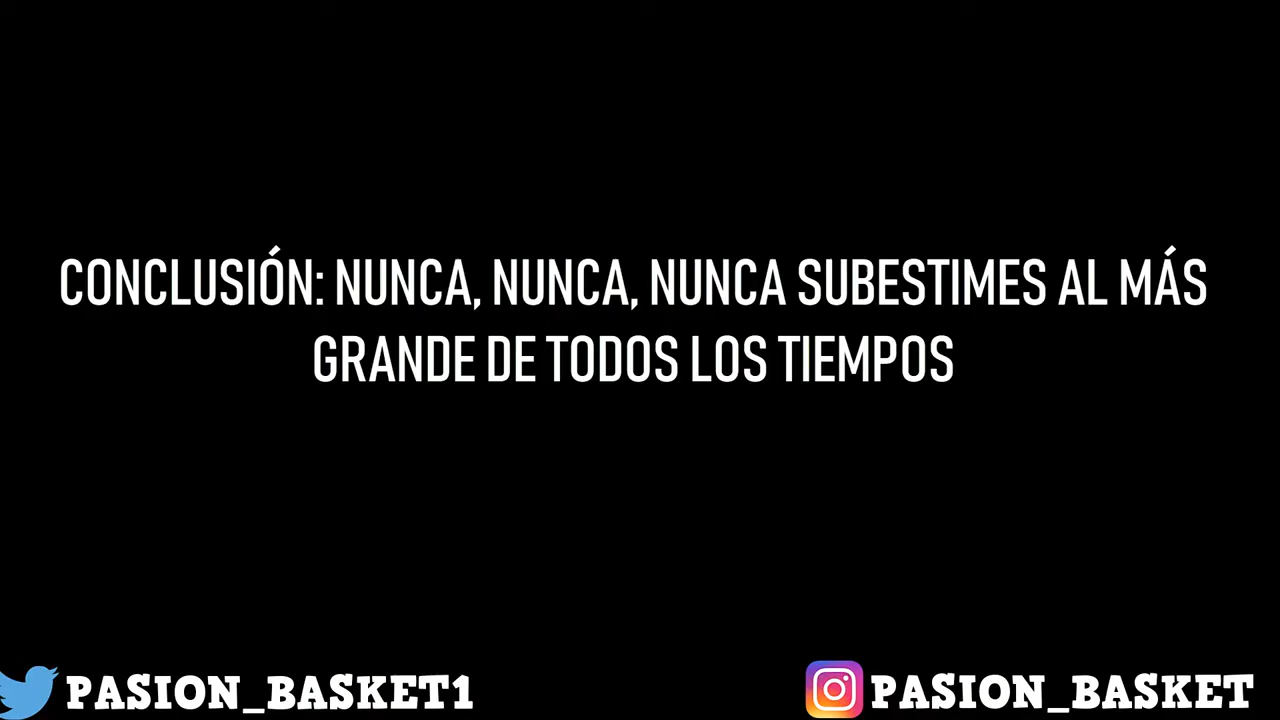 CONCLUSIÓN: NUNCA, NUNCA, NUNCA SUBESTIMES AL MÁS
GRANDE DE TODOS LOS TIEMPOS
PASION_BASKET1
PASION_BASKET